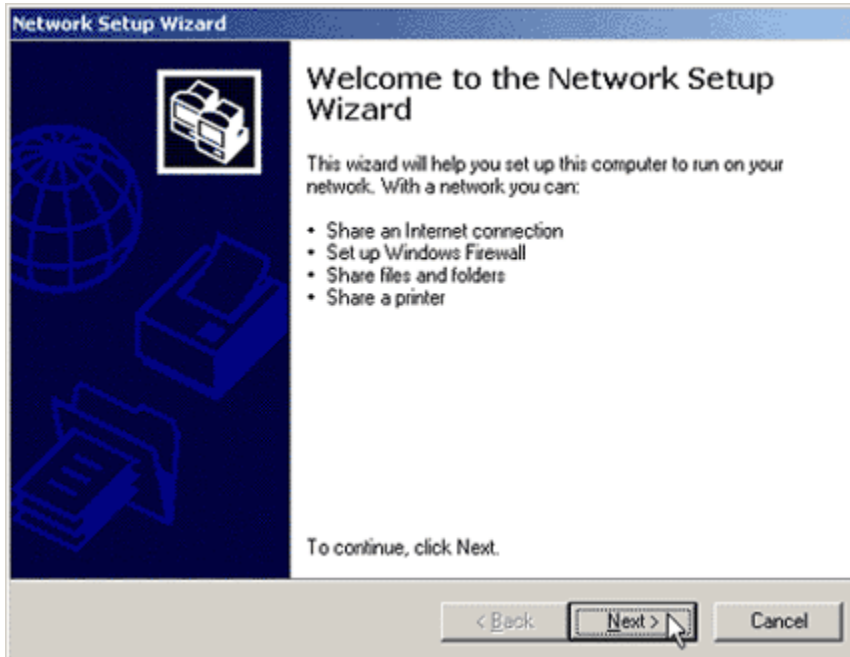 Network Setup Wizard
Welcome to the Network Setup
Wizard
This wizard will help you set up this computer to run on your
network. With a network you can:
• Share an Internet connection
• Set up Windows Firewall
• Share files and folders
• Share a printer
To continue, click Next.
< Back Next > Cancel